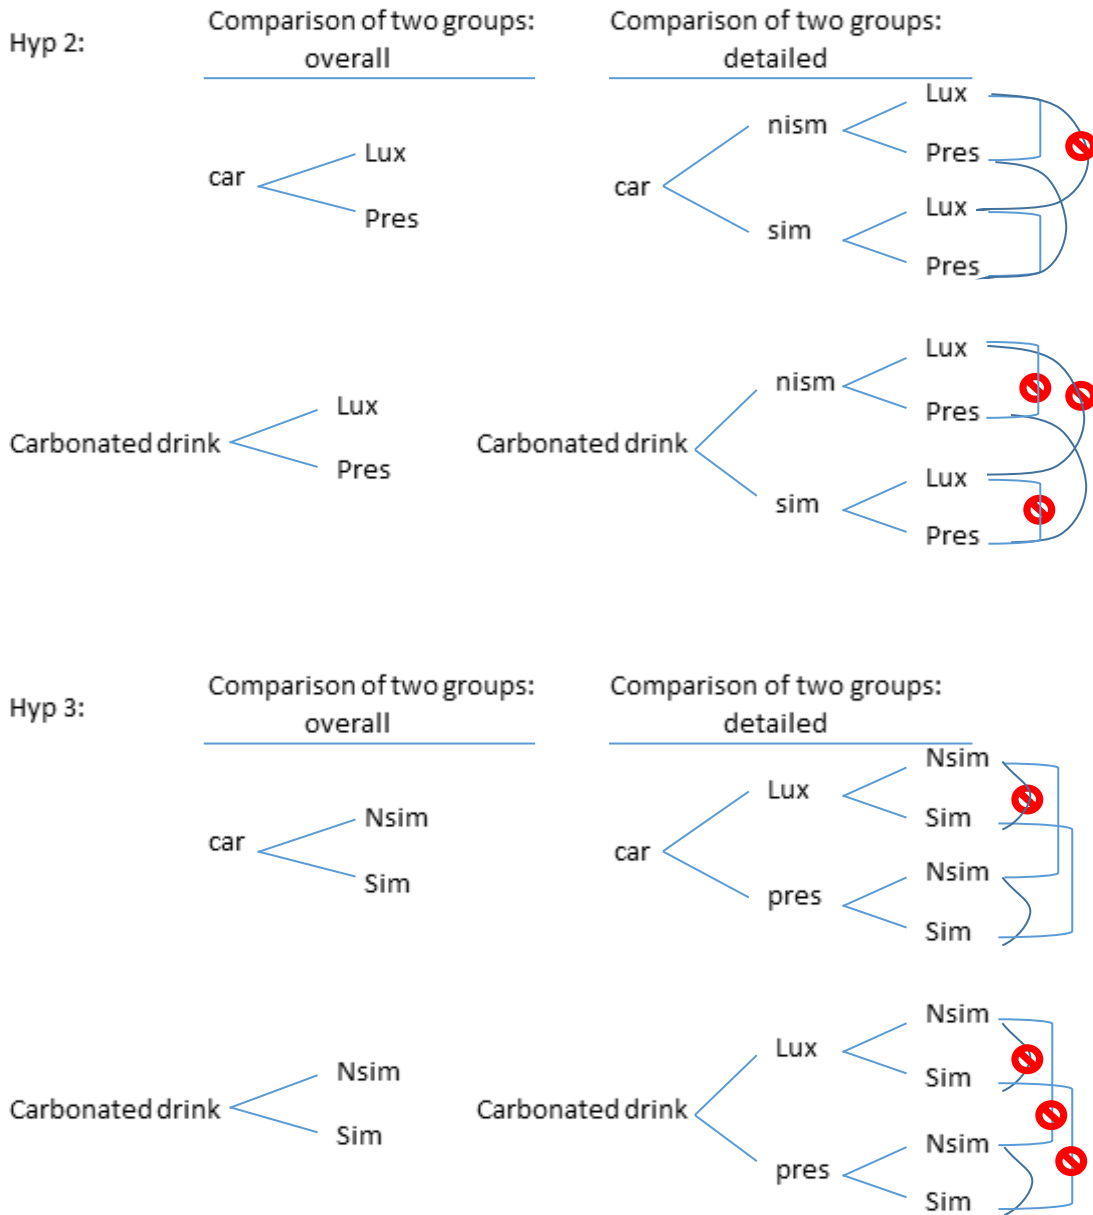 Hyp 2:
Comparison of two groups:
overall
Comparison of two groups:
detailed
car
Lux
Pres
car
nism
Lux
Pres
sim
Lux
Pres
Carbonated drink
Lux
Pres
Carbonated drink
nism
Lux
Pres
sim
Lux
Pres
Hyp 3:
Comparison of two groups:
overall
Comparison of two groups:
detailed
car
Nsim
Sim
car
Lux
Nsim
Sim
pres
Nsim
Sim
Carbonated drink
Nsim
Sim
Carbonated drink
Lux
Nsim
Sim
pres
Nsim
Sim